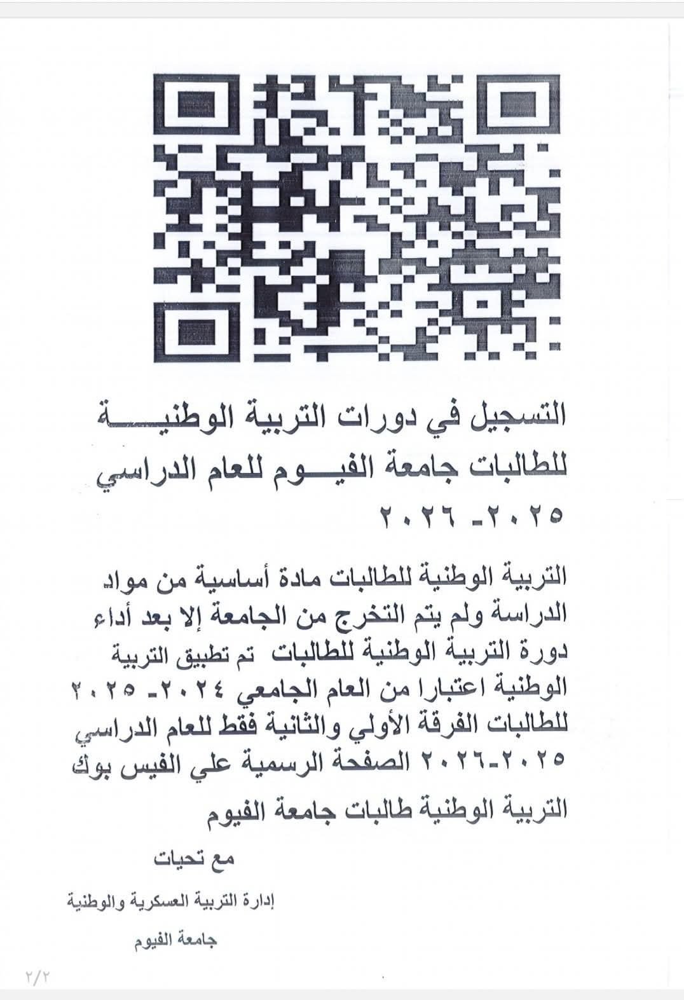 التسجيل في دورات التربية الوطنيـــــة
للطالبات جامعة الفيـــوم للعام الدراسي
٢٠٢٥- ٢٠٢٦
التربية الوطنية للطالبات مادة أساسية من مواد
الدراسة ولم يتم التخرج من الجامعة إلا بعد أداء
دورة التربية الوطنية للطالبات تم تطبيق التربية
الوطنية اعتبارا من العام الجامعي ٢٠٢٤- ٢٠٢٥
للطالبات الفرقة الأولي والثانية فقط للعام الدراسي
٢٠٢٥-٢٠٢٦ الصفحة الرسمية علي الفيس بوك
التربية الوطنية طالبات جامعة الفيوم
مع تحيات
إدارة التربية العسكرية والوطنية
جامعة الفيوم
٢/٢